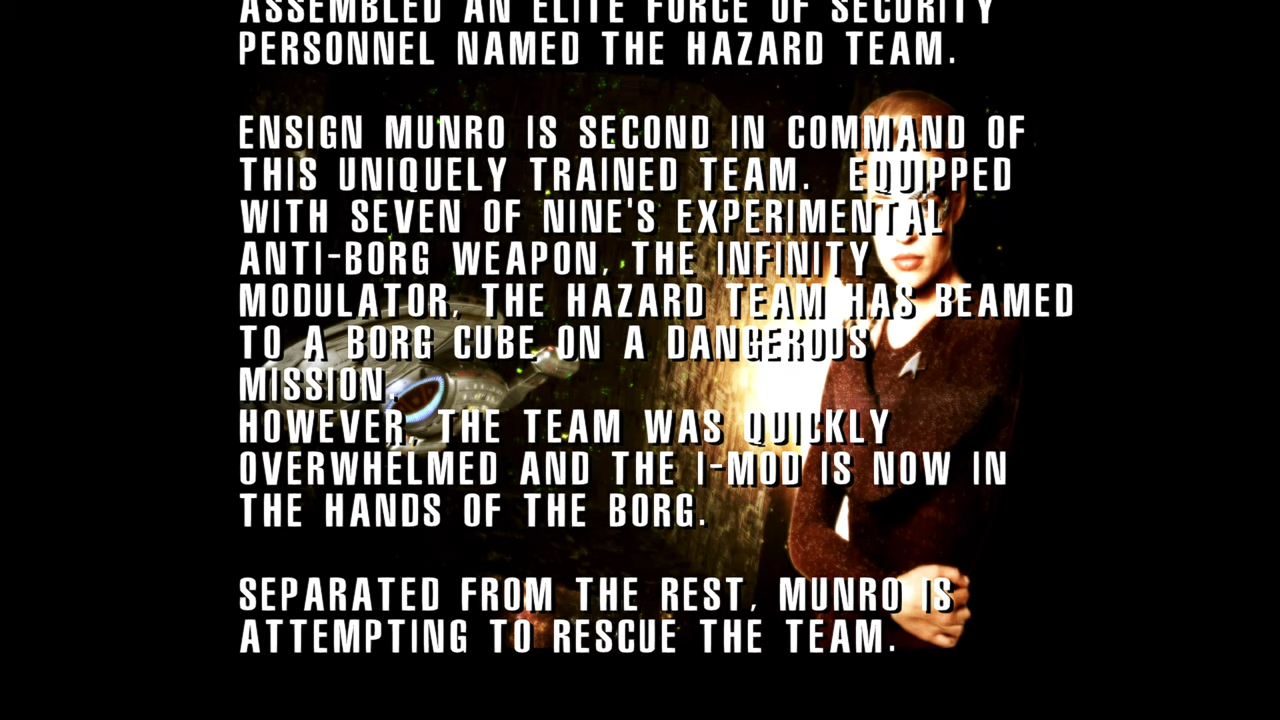 ASSEMBLED AN ELITE FORCE OF SECURITY
PERSONNEL NAMED THE HAZARD TEAM.
ENSIGN MUNRO IS SECOND IN COMMAND OF
THIS UNIQUELY TRAINED TEAM.  EQUIPPED
WITH SEVEN OF NINE'S EXPERIMENTAL
ANTI-BORG WEAPON, THE INFINITY
MODULATOR, THE HAZARD TEAM HAS BEAMED
TO A BORG CUBE ON A DANGEROUS
MISSION.
HOWEVER, THE TEAM WAS QUICKLY
OVERWHELMED AND THE I-MOD IS NOW IN
THE HANDS OF THE BORG.
SEPARATED FROM THE REST, MUNRO IS
ATTEMPTING TO RESCUE THE TEAM.